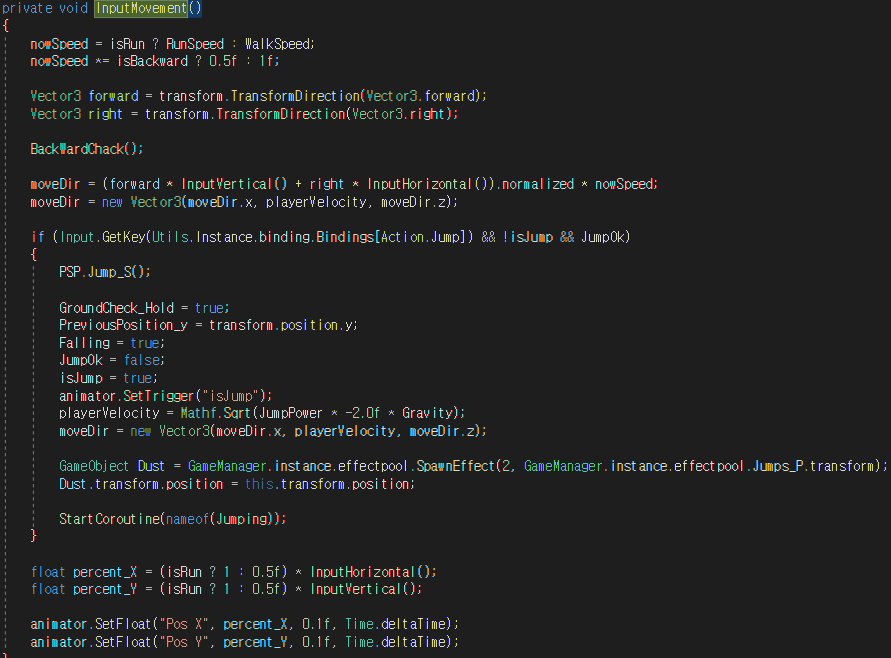 private void InputMovement()
{
nowSpeed = isRun ? RunSpeed : WalkSpeed;
nowSpeed *= isBackward ? 0.5f : 1f;
Vector3 forward = transform.TransformDirection(Vector3.forward);
Vector3 right = transform.TransformDirection(Vector3.right);
BackWardChack();
moveDir = (forward * InputVertical() + right * InputHorizontal()).normalized * nowSpeed;
moveDir = new Vector3(moveDir.x, playerVelocity, moveDir.z);
if (Input.GetKey(Utils.Instance.binding.Bindings[Action.Jump]) && !isJump && JumpOk)
{
PSP.Jump_S();
GroundCheck_Hold = true;
PreviousPosition_y = transform.position.y;
Falling = true;
JumpOk = false;
isJump = true;
animator.SetTrigger("isJump");
playerVelocity = Mathf.Sqrt(JumpPower * -2.0f * Gravity);
moveDir = new Vector3(moveDir.x, playerVelocity, moveDir.z);
GameObject Dust = GameManager.instance.effectpool.SpawnEffect(2, GameManager.instance.effectpool.Jumps_P.transform);
Dust.transform.position = this.transform.position;
StartCoroutine(nameof(Jumping));
}
float percent_X = (isRun ? 1 : 0.5f) * InputHorizontal();
float percent_Y = (isRun ? 1 : 0.5f) * InputVertical();
animator.SetFloat("Pos X", percent_X, 0.1f, Time.deltaTime);
animator.SetFloat("Pos Y", percent_Y, 0.1f, Time.deltaTime);
}